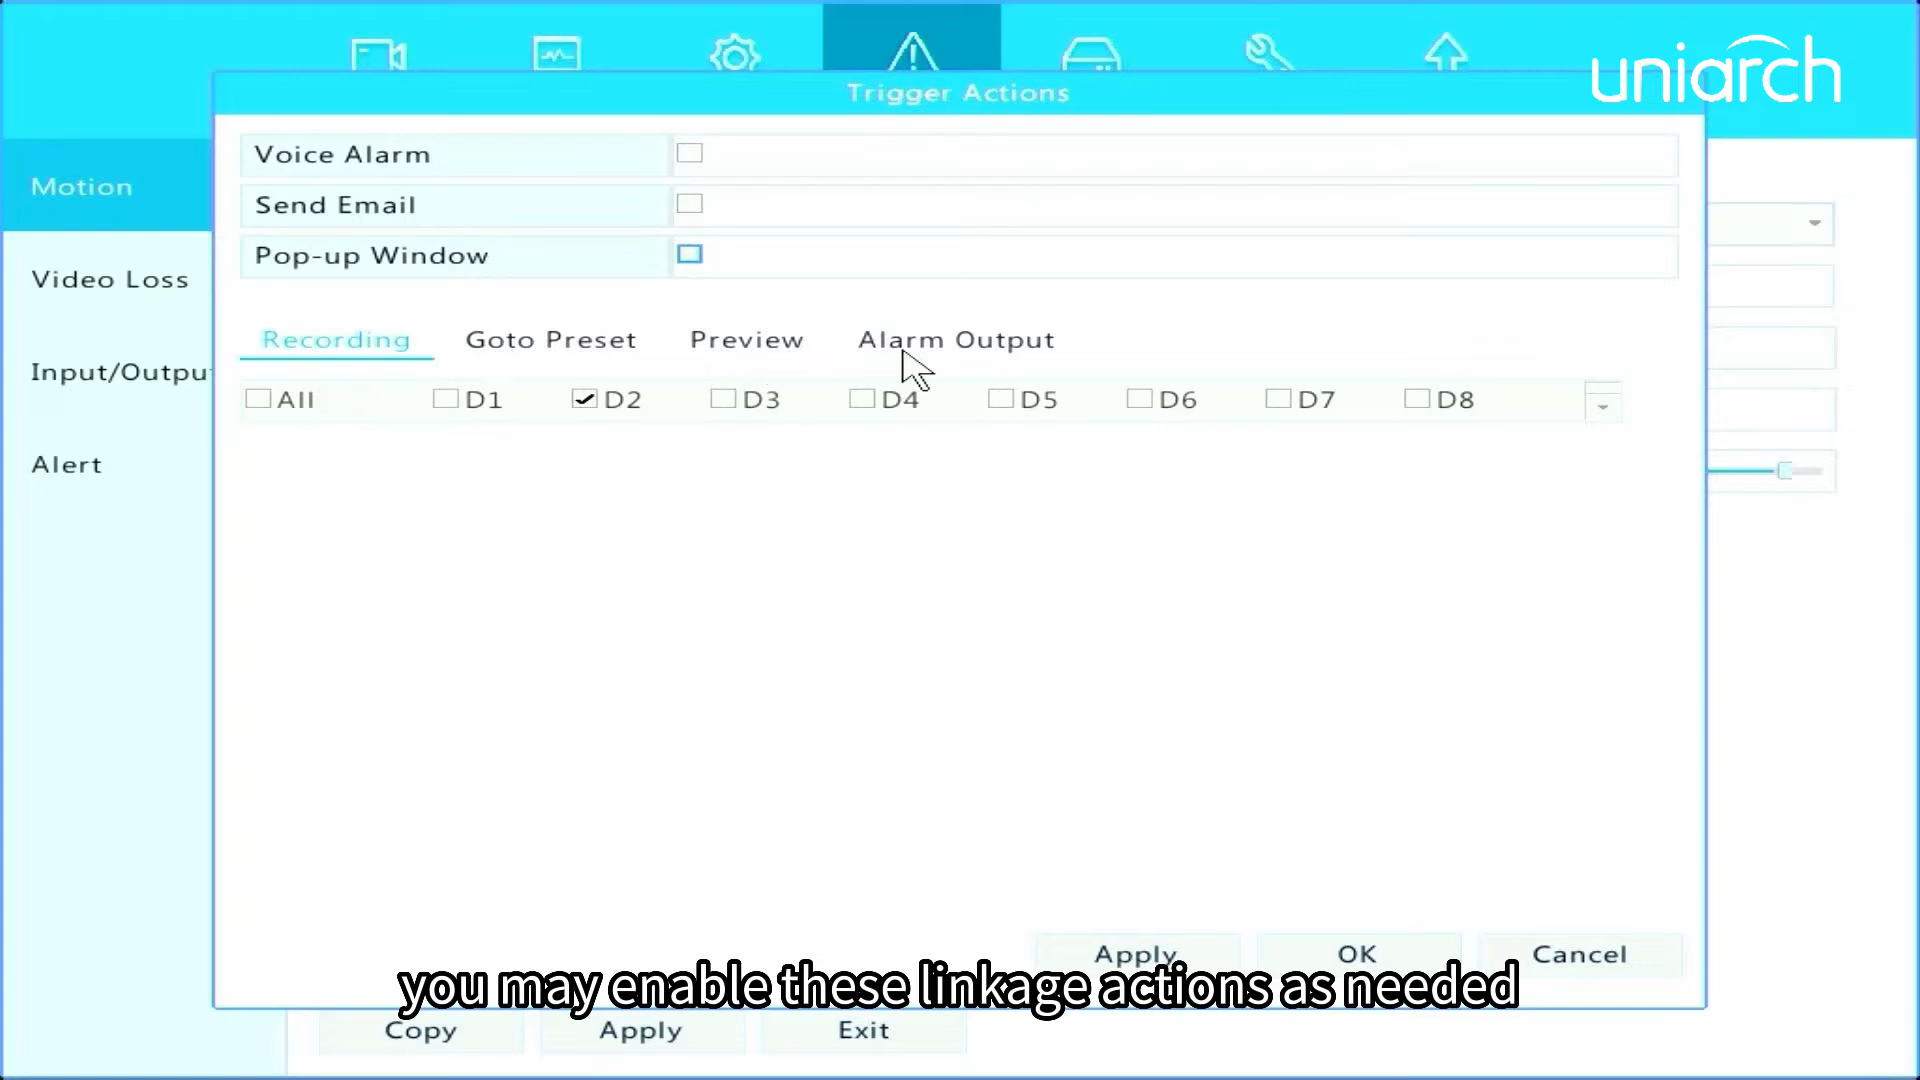 uniarch
Trigger Actions
Voice Alarm
Send Email
Pop-up Window
Motion
Video Loss
Input/Outpu
Alert
Recording Goto Preset Preview Alarm Output
All D1 D2 D3 D4 D5 D6 D7 D8
Apply OK Cancel
you may enable these linkage actions as needed
Copy Apply Exit